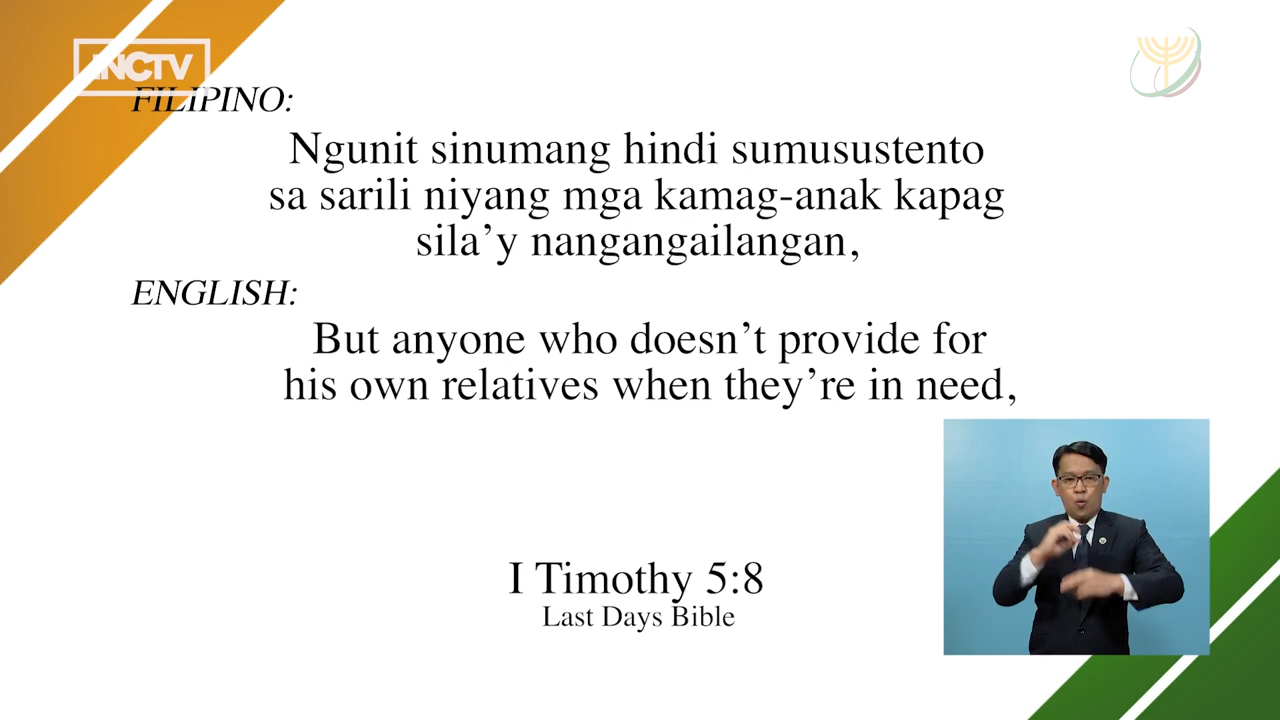 INCTV
FILIPINO:
Ngunit sinumang hindi sumusustento
sa sarili niyang mga kamag-anak kapag
sila’y nangangailangan,
ENGLISH:
But anyone who doesn’t provide for
his own relatives when they’re in need,
I Timothy 5:8
Last Days Bible